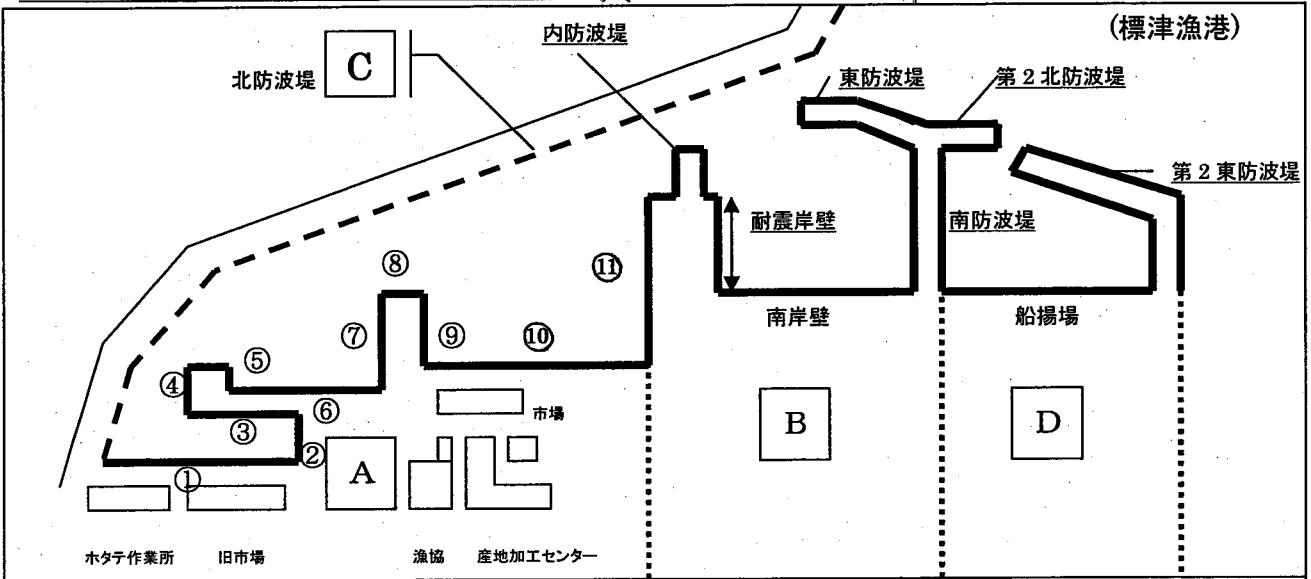 (標津漁港)
内防波堤
北防波堤
C
東防波堤
第2北防波堤
第2東防波堤
耐震岸壁
南防波堤
⑧
⑪
南岸壁
船揚場
⑦
⑨
⑩
⑤
④
⑥
市場
③
②
①
A
B
D
ホタテ作業所
旧市場
漁協
産地加工センター